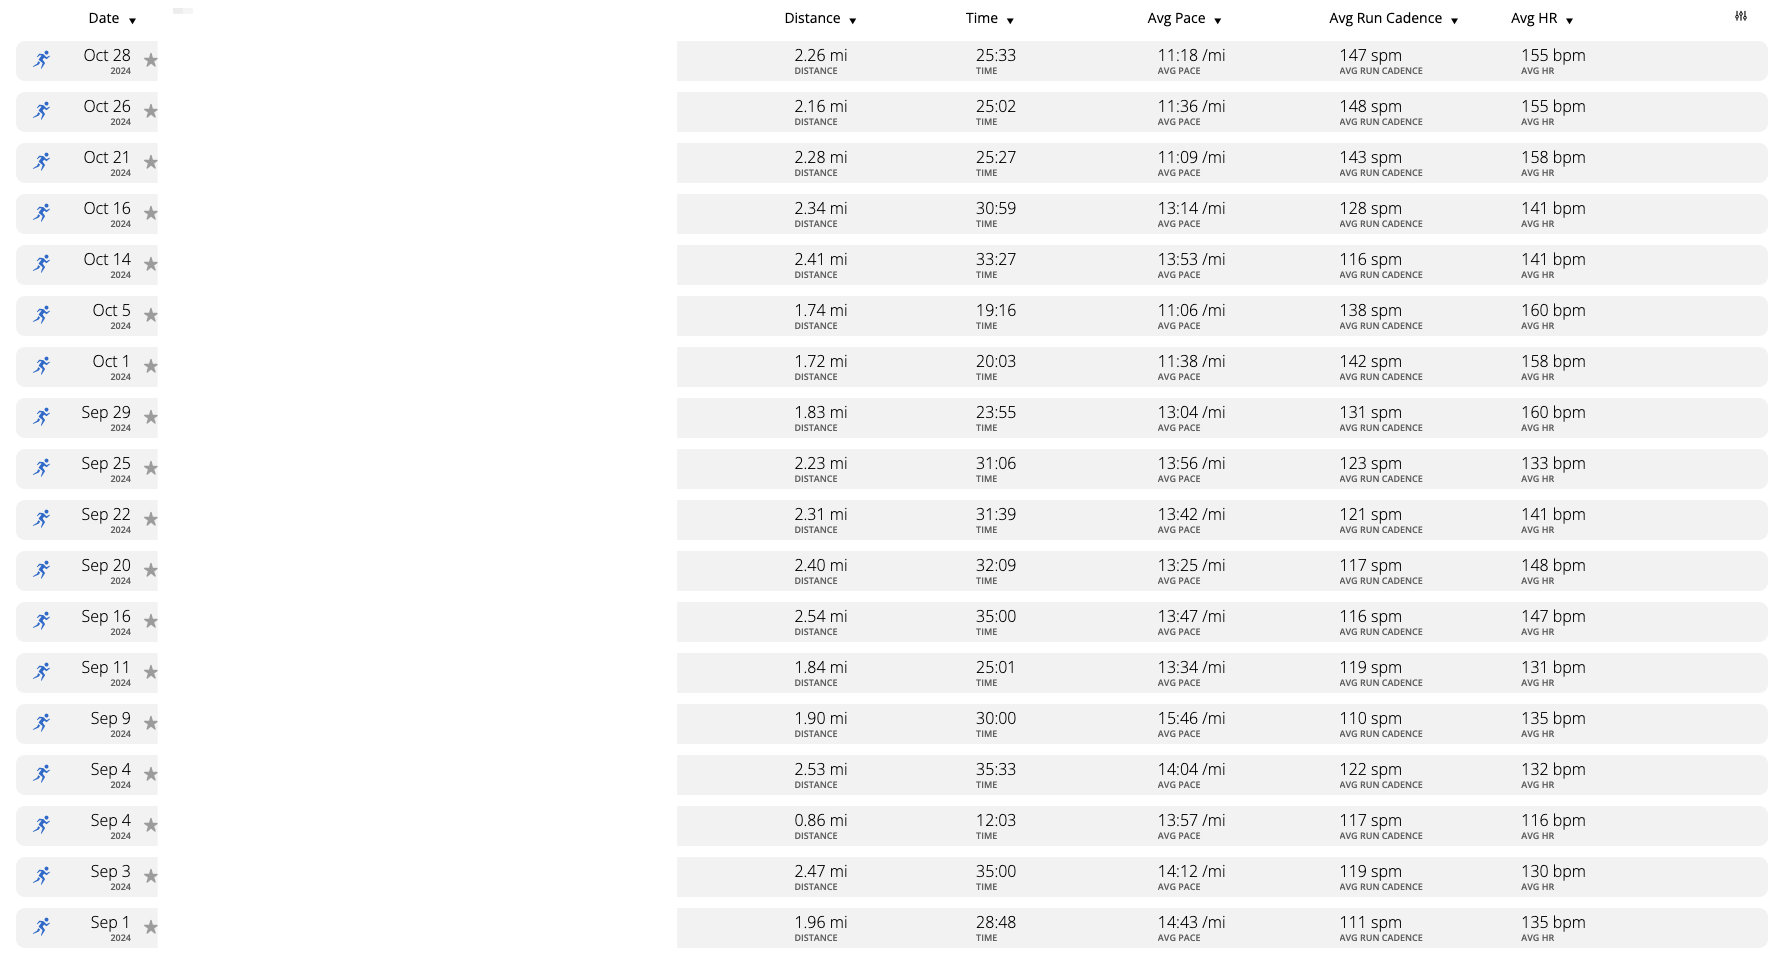 Date ▼ Distance ▼ Time ▼ Avg Pace ▼ Avg Run Cadence ▼ Avg HR ▼
Oct 28 2.26 mi 25:33 11:18 /mi 147 spm 155 bpm
2024 DISTANCE TIME AVG PACE AVG RUN CADENCE AVG HR
Oct 26 2.16 mi 25:02 11:36 /mi 148 spm 155 bpm
2024 DISTANCE TIME AVG PACE AVG RUN CADENCE AVG HR
Oct 21 2.28 mi 25:27 11:09 /mi 143 spm 158 bpm
2024 DISTANCE TIME AVG PACE AVG RUN CADENCE AVG HR
Oct 16 2.34 mi 30:59 13:14 /mi 128 spm 141 bpm
2024 DISTANCE TIME AVG PACE AVG RUN CADENCE AVG HR
Oct 14 2.41 mi 33:27 13:53 /mi 116 spm 141 bpm
2024 DISTANCE TIME AVG PACE AVG RUN CADENCE AVG HR
Oct 5 1.74 mi 19:16 11:06 /mi 138 spm 160 bpm
2024 DISTANCE TIME AVG PACE AVG RUN CADENCE AVG HR
Oct 1 1.72 mi 20:03 11:38 /mi 142 spm 158 bpm
2024 DISTANCE TIME AVG PACE AVG RUN CADENCE AVG HR
Sep 29 1.83 mi 23:55 13:04 /mi 131 spm 160 bpm
2024 DISTANCE TIME AVG PACE AVG RUN CADENCE AVG HR
Sep 25 2.23 mi 31:06 13:56 /mi 123 spm 133 bpm
2024 DISTANCE TIME AVG PACE AVG RUN CADENCE AVG HR
Sep 22 2.31 mi 31:39 13:42 /mi 121 spm 141 bpm
2024 DISTANCE TIME AVG PACE AVG RUN CADENCE AVG HR
Sep 20 2.40 mi 32:09 13:25 /mi 117 spm 148 bpm
2024 DISTANCE TIME AVG PACE AVG RUN CADENCE AVG HR
Sep 16 2.54 mi 35:00 13:47 /mi 116 spm 147 bpm
2024 DISTANCE TIME AVG PACE AVG RUN CADENCE AVG HR
Sep 11 1.84 mi 25:01 13:34 /mi 119 spm 131 bpm
2024 DISTANCE TIME AVG PACE AVG RUN CADENCE AVG HR
Sep 9 1.90 mi 30:00 15:46 /mi 110 spm 135 bpm
2024 DISTANCE TIME AVG PACE AVG RUN CADENCE AVG HR
Sep 4 2.53 mi 35:33 14:04 /mi 122 spm 132 bpm
2024 DISTANCE TIME AVG PACE AVG RUN CADENCE AVG HR
Sep 4 0.86 mi 12:03 13:57 /mi 117 spm 116 bpm
2024 DISTANCE TIME AVG PACE AVG RUN CADENCE AVG HR
Sep 3 2.47 mi 35:00 14:12 /mi 119 spm 130 bpm
2024 DISTANCE TIME AVG PACE AVG RUN CADENCE AVG HR
Sep 1 1.96 mi 28:48 14:43 /mi 111 spm 135 bpm
2024 DISTANCE TIME AVG PACE AVG RUN CADENCE AVG HR